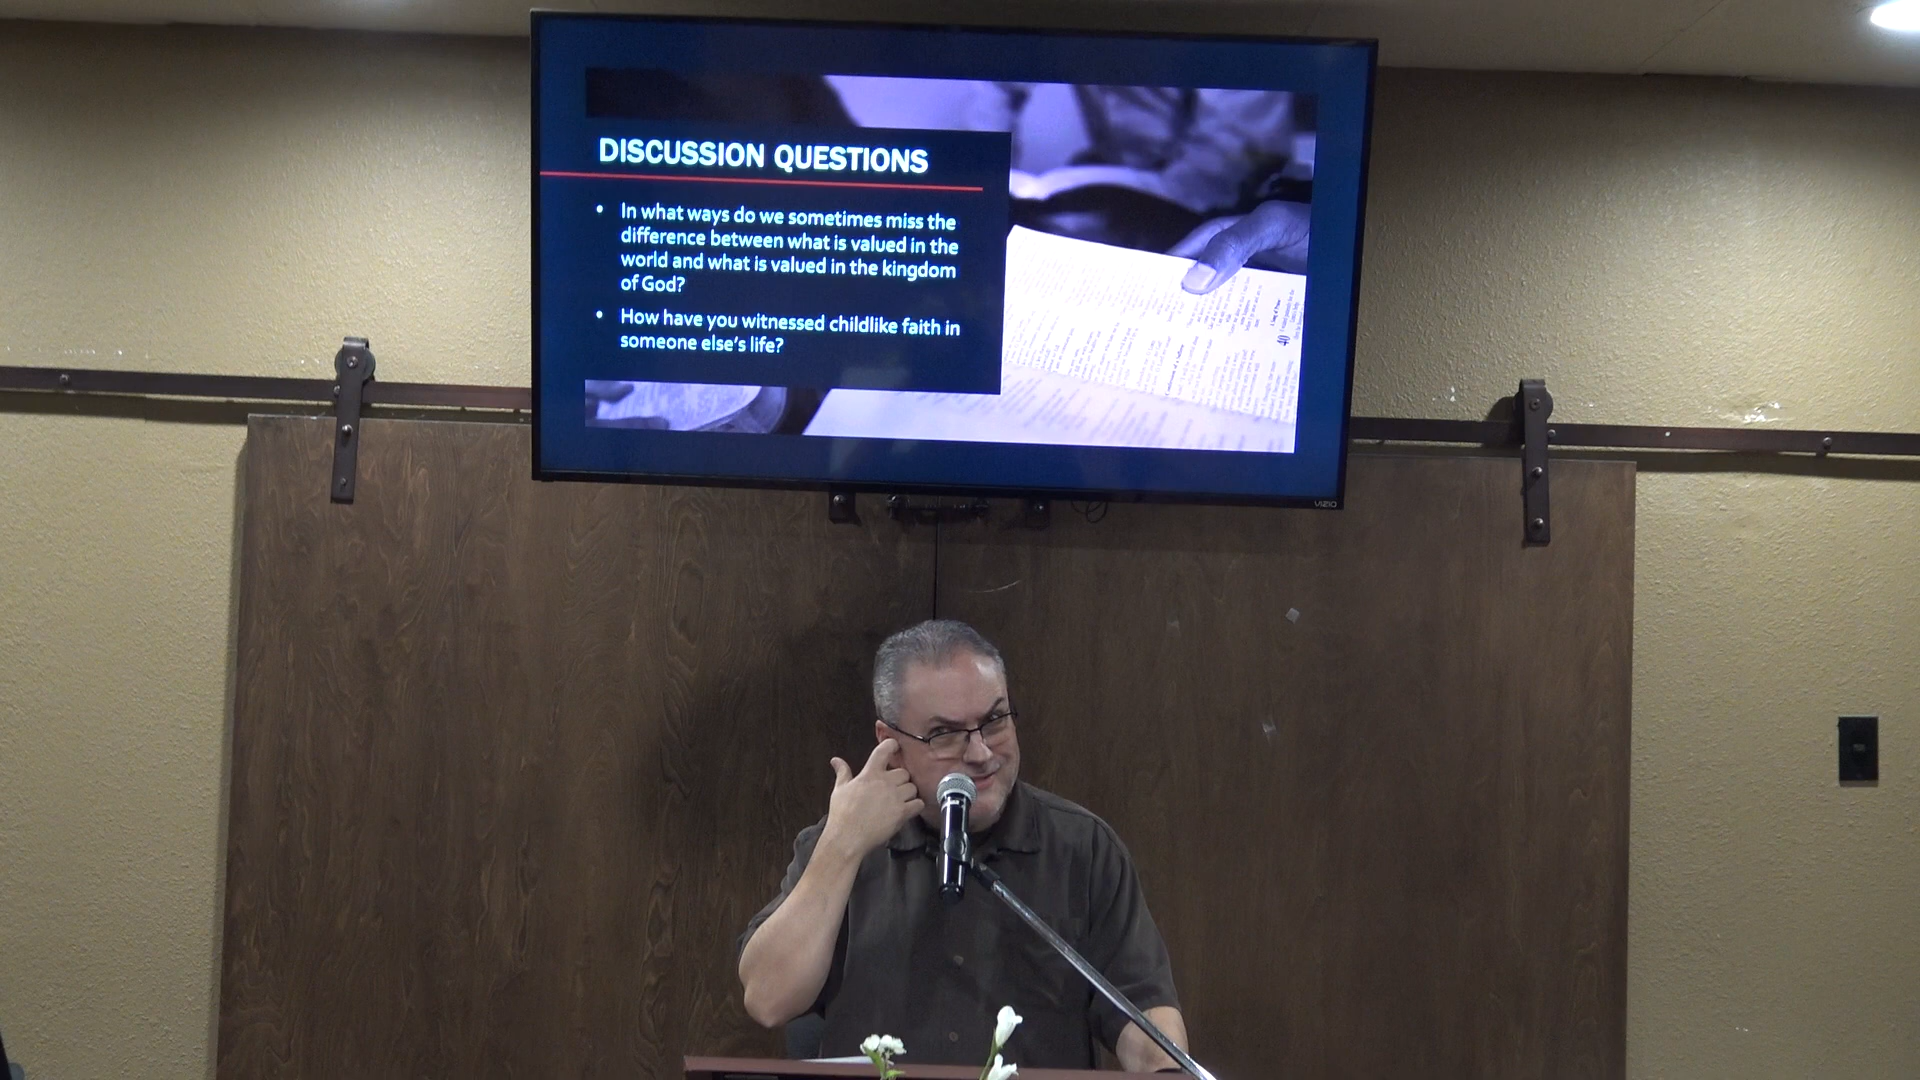 DISCUSSION QUESTIONS
• In what ways do we sometimes miss the
difference between what is valued in the
world and what is valued in the kingdom
of God?
• How have you witnessed childlike faith in
someone else's life?
40
VIZIO